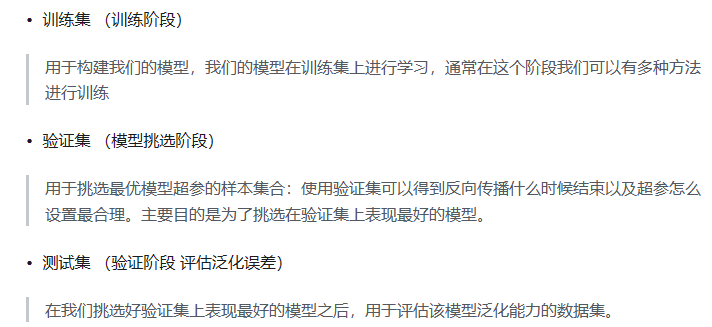 • 训练集 （训练阶段）
用于构建我们的模型，我们的模型在训练集上进行学习，通常在这个阶段我们可以有多种方法
进行训练
• 验证集 （模型挑选阶段）
用于挑选最优模型超参的样本集合：使用验证集可以得到反向传播什么时候结束以及超参怎么
设置最合理。主要目的是为了挑选在验证集上表现最好的模型。
• 测试集 （验证阶段 评估泛化误差）
在我们挑选好验证集上表现最好的模型之后，用于评估该模型泛化能力的数据集。